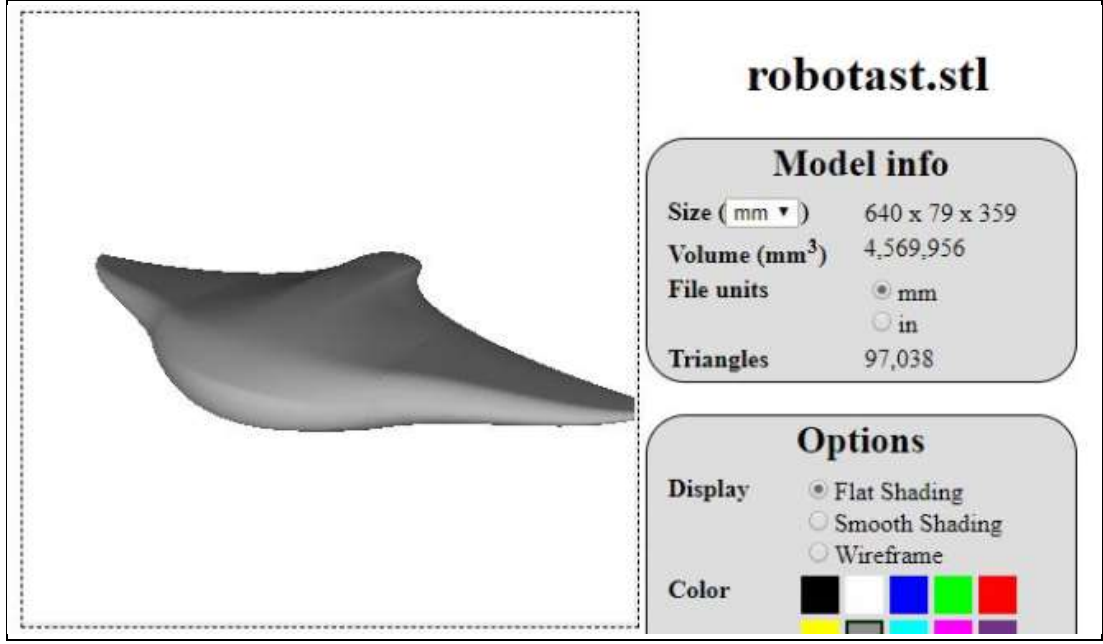 robotast.stl
Model info
Size ( mm ▼ ) 640 x 79 x 359
Volume (mm³) 4,569,956
File units mm
in
Triangles 97,038
Options
Display Flat Shading
Smooth Shading
Wireframe
Color